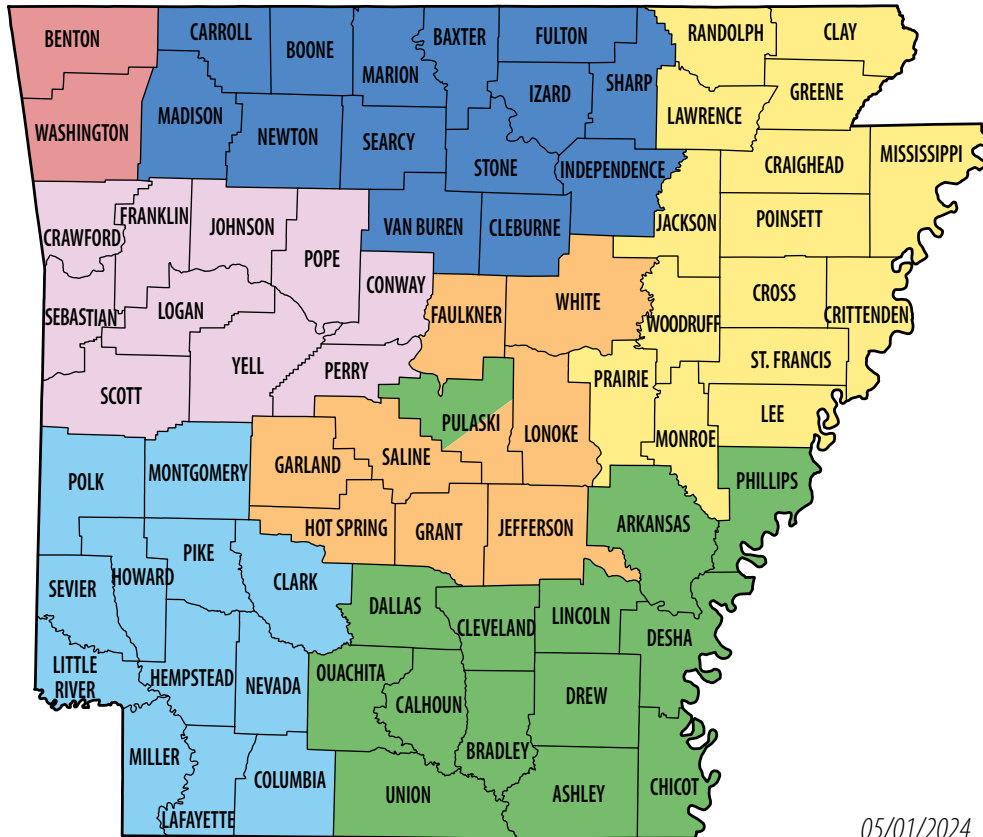 BENTON
CARROLL
BOONE
BAXTER
FULTON
RANDOLPH
CLAY
MARION
SHARP
IZARD
GREENE
WASHINGTON
MADISON
NEWTON
SEARCY
LAWRENCE
STONE
INDEPENDENCE
CRAIGHEAD
MISSISSIPPI
FRANKLIN
JOHNSON
CRAWFORD
POPE
VAN BUREN
CLEBURNE
JACKSON
POINSETT
CONWAY
SEBASTIAN
LOGAN
FAULKNER
WHITE
WOODRUFF
CROSS
CRITTENDEN
YELL
PERRY
SCOTT
PRAIRIE
ST. FRANCIS
PULASKI
LONOKE
MONROE
LEE
POLK
MONTGOMERY
GARLAND
SALINE
PHILLIPS
HOT SPRING
GRANT
JEFFERSON
ARKANSAS
PIKE
SEVIER
HOWARD
CLARK
DALLAS
CLEVELAND
LINCOLN
DESHA
LITTLE
RIVER
HEMPSTEAD
NEVADA
OUACHITA
CALHOUN
DREW
MILLER
BRADLEY
LAFAYETTE
COLUMBIA
UNION
ASHLEY
CHICOT
05/01/2024